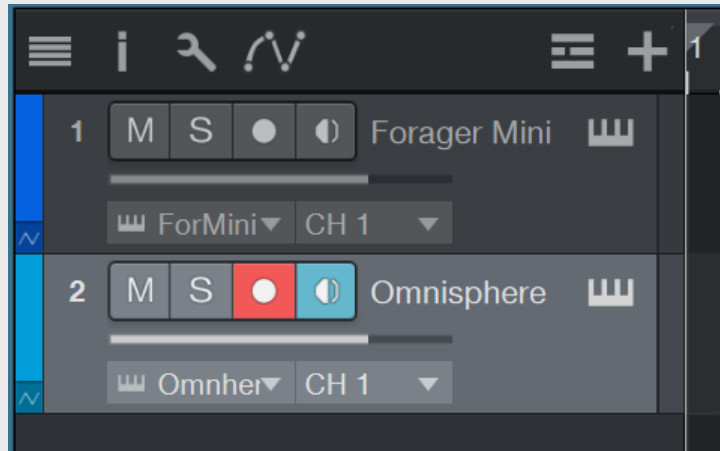 1
1 M S Forager Mini
ForMini CH 1
2 M S Omnisphere
Omnher CH 1